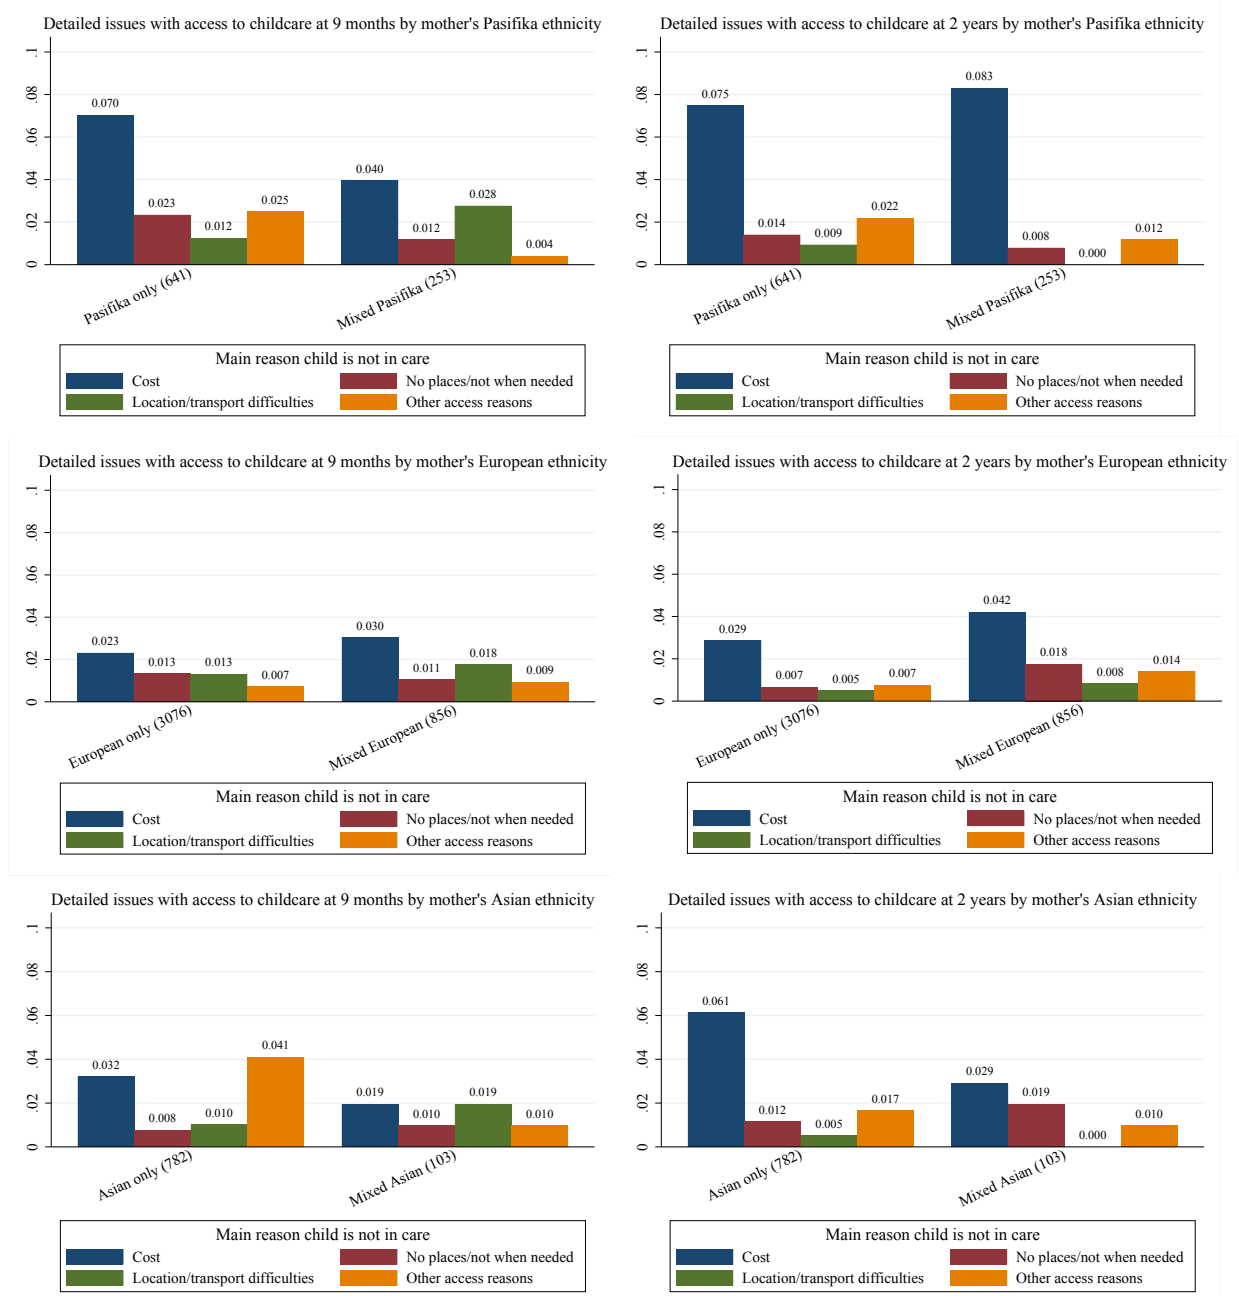 Detailed issues with access to childcare at 9 months by mother's Pasifika ethnicity
.1
.08
.06
.04
.02
0
0.070
0.023
0.012
0.025
0.040
0.012
0.028
0.004
Pasifika only (641)
Mixed Pasifika (253)
Main reason child is not in care
Cost
No places/not when needed
Location/transport difficulties
Other access reasons
Detailed issues with access to childcare at 2 years by mother's Pasifika ethnicity
.1
.08
.06
.04
.02
0
0.075
0.014
0.009
0.022
0.083
0.008
0.000
0.012
Pasifika only (641)
Mixed Pasifika (253)
Main reason child is not in care
Cost
No places/not when needed
Location/transport difficulties
Other access reasons
Detailed issues with access to childcare at 9 months by mother's European ethnicity
.1
.08
.06
.04
.02
0
0.023
0.013
0.013
0.007
0.030
0.011
0.018
0.009
European only (3076)
Mixed European (856)
Main reason child is not in care
Cost
No places/not when needed
Location/transport difficulties
Other access reasons
Detailed issues with access to childcare at 2 years by mother's European ethnicity
.1
.08
.06
.04
.02
0
0.029
0.007
0.005
0.007
0.042
0.018
0.008
0.014
European only (3076)
Mixed European (856)
Main reason child is not in care
Cost
No places/not when needed
Location/transport difficulties
Other access reasons
Detailed issues with access to childcare at 9 months by mother's Asian ethnicity
.1
.08
.06
.04
.02
0
0.032
0.008
0.010
0.041
0.019
0.010
0.019
0.010
Asian only (782)
Mixed Asian (103)
Main reason child is not in care
Cost
No places/not when needed
Location/transport difficulties
Other access reasons
Detailed issues with access to childcare at 2 years by mother's Asian ethnicity
.1
.08
.06
.04
.02
0
0.061
0.012
0.005
0.017
0.029
0.019
0.000
0.010
Asian only (782)
Mixed Asian (103)
Main reason child is not in care
Cost
No places/not when needed
Location/transport difficulties
Other access reasons